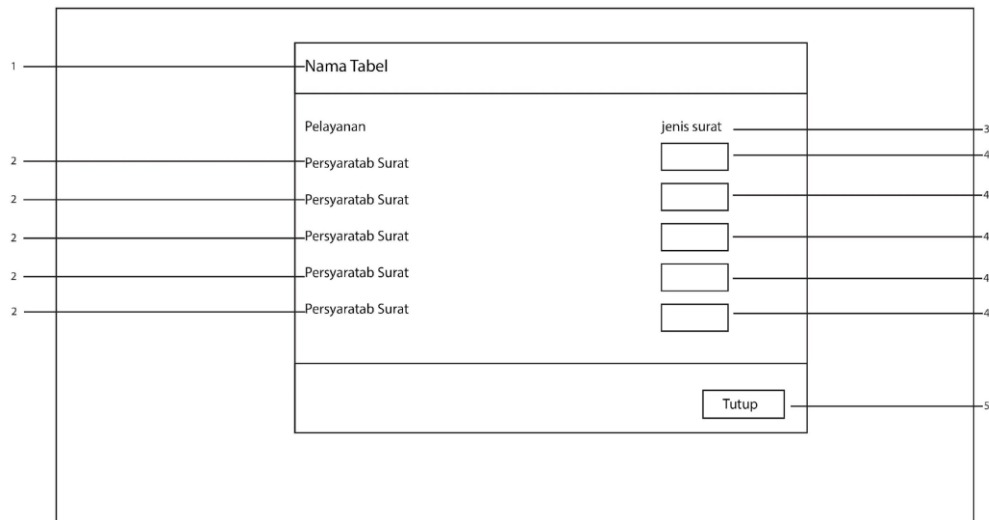 1 Nama Tabel
Pelayanan jenis surat 3
2 Persyaratab Surat 4
2 Persyaratab Surat 4
2 Persyaratab Surat 4
2 Persyaratab Surat 4
2 Persyaratab Surat 4
Tutup 5